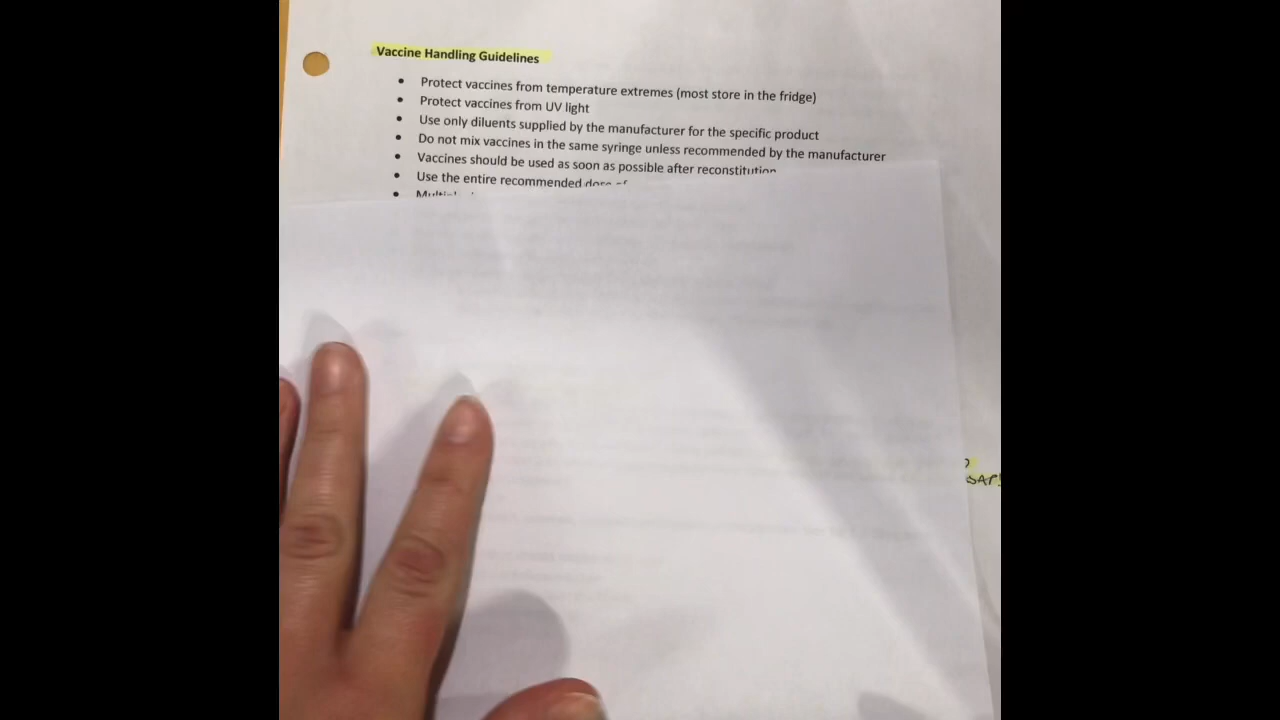 Vaccine Handling Guidelines
• Protect vaccines from temperature extremes (most store in the fridge)
• Protect vaccines from UV light
• Use only diluents supplied by the manufacturer for the specific product
• Do not mix vaccines in the same syringe unless recommended by the manufacturer
• Vaccines should be used as soon as possible after reconstitution
• Use the entire recommended dose of